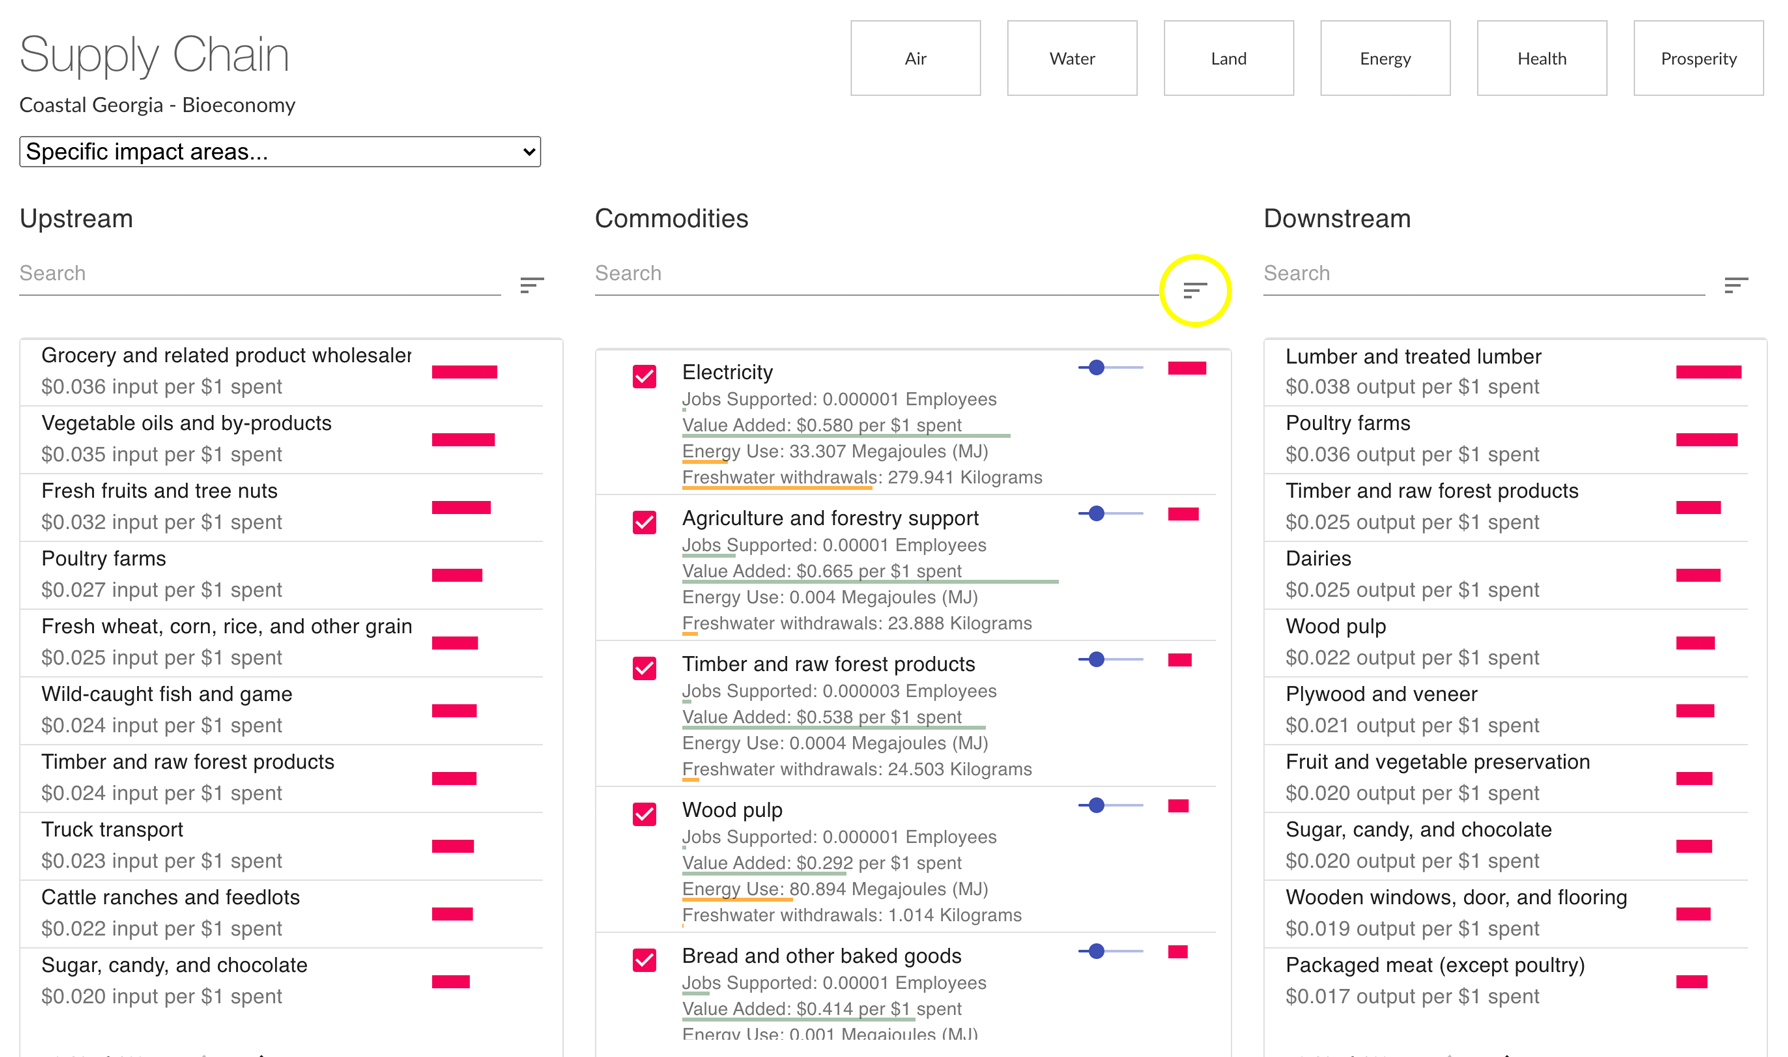 Supply Chain
Coastal Georgia - Bioeconomy
Specific impact areas...
Air
Water
Land
Energy
Health
Prosperity
Upstream
Search
Grocery and related product wholesaler
$0.036 input per $1 spent
Vegetable oils and by-products
$0.035 input per $1 spent
Fresh fruits and tree nuts
$0.032 input per $1 spent
Poultry farms
$0.027 input per $1 spent
Fresh wheat, corn, rice, and other grain
$0.025 input per $1 spent
Wild-caught fish and game
$0.024 input per $1 spent
Timber and raw forest products
$0.024 input per $1 spent
Truck transport
$0.023 input per $1 spent
Cattle ranches and feedlots
$0.022 input per $1 spent
Sugar, candy, and chocolate
$0.020 input per $1 spent
Commodities
Search
Electricity
Jobs Supported: 0.000001 Employees
Value Added: $0.580 per $1 spent
Energy Use: 33.307 Megajoules (MJ)
Freshwater withdrawals: 279.941 Kilograms
Agriculture and forestry support
Jobs Supported: 0.00001 Employees
Value Added: $0.665 per $1 spent
Energy Use: 0.004 Megajoules (MJ)
Freshwater withdrawals: 23.888 Kilograms
Timber and raw forest products
Jobs Supported: 0.000003 Employees
Value Added: $0.538 per $1 spent
Energy Use: 0.0004 Megajoules (MJ)
Freshwater withdrawals: 24.503 Kilograms
Wood pulp
Jobs Supported: 0.000001 Employees
Value Added: $0.292 per $1 spent
Energy Use: 80.894 Megajoules (MJ)
Freshwater withdrawals: 1.014 Kilograms
Bread and other baked goods
Jobs Supported: 0.00001 Employees
Value Added: $0.414 per $1 spent
Energy Use: 0.001 Megajoules (MJ)
Downstream
Search
Lumber and treated lumber
$0.038 output per $1 spent
Poultry farms
$0.036 output per $1 spent
Timber and raw forest products
$0.025 output per $1 spent
Dairies
$0.025 output per $1 spent
Wood pulp
$0.022 output per $1 spent
Plywood and veneer
$0.021 output per $1 spent
Fruit and vegetable preservation
$0.020 output per $1 spent
Sugar, candy, and chocolate
$0.020 output per $1 spent
Wooden windows, door, and flooring
$0.019 output per $1 spent
Packaged meat (except poultry)
$0.017 output per $1 spent